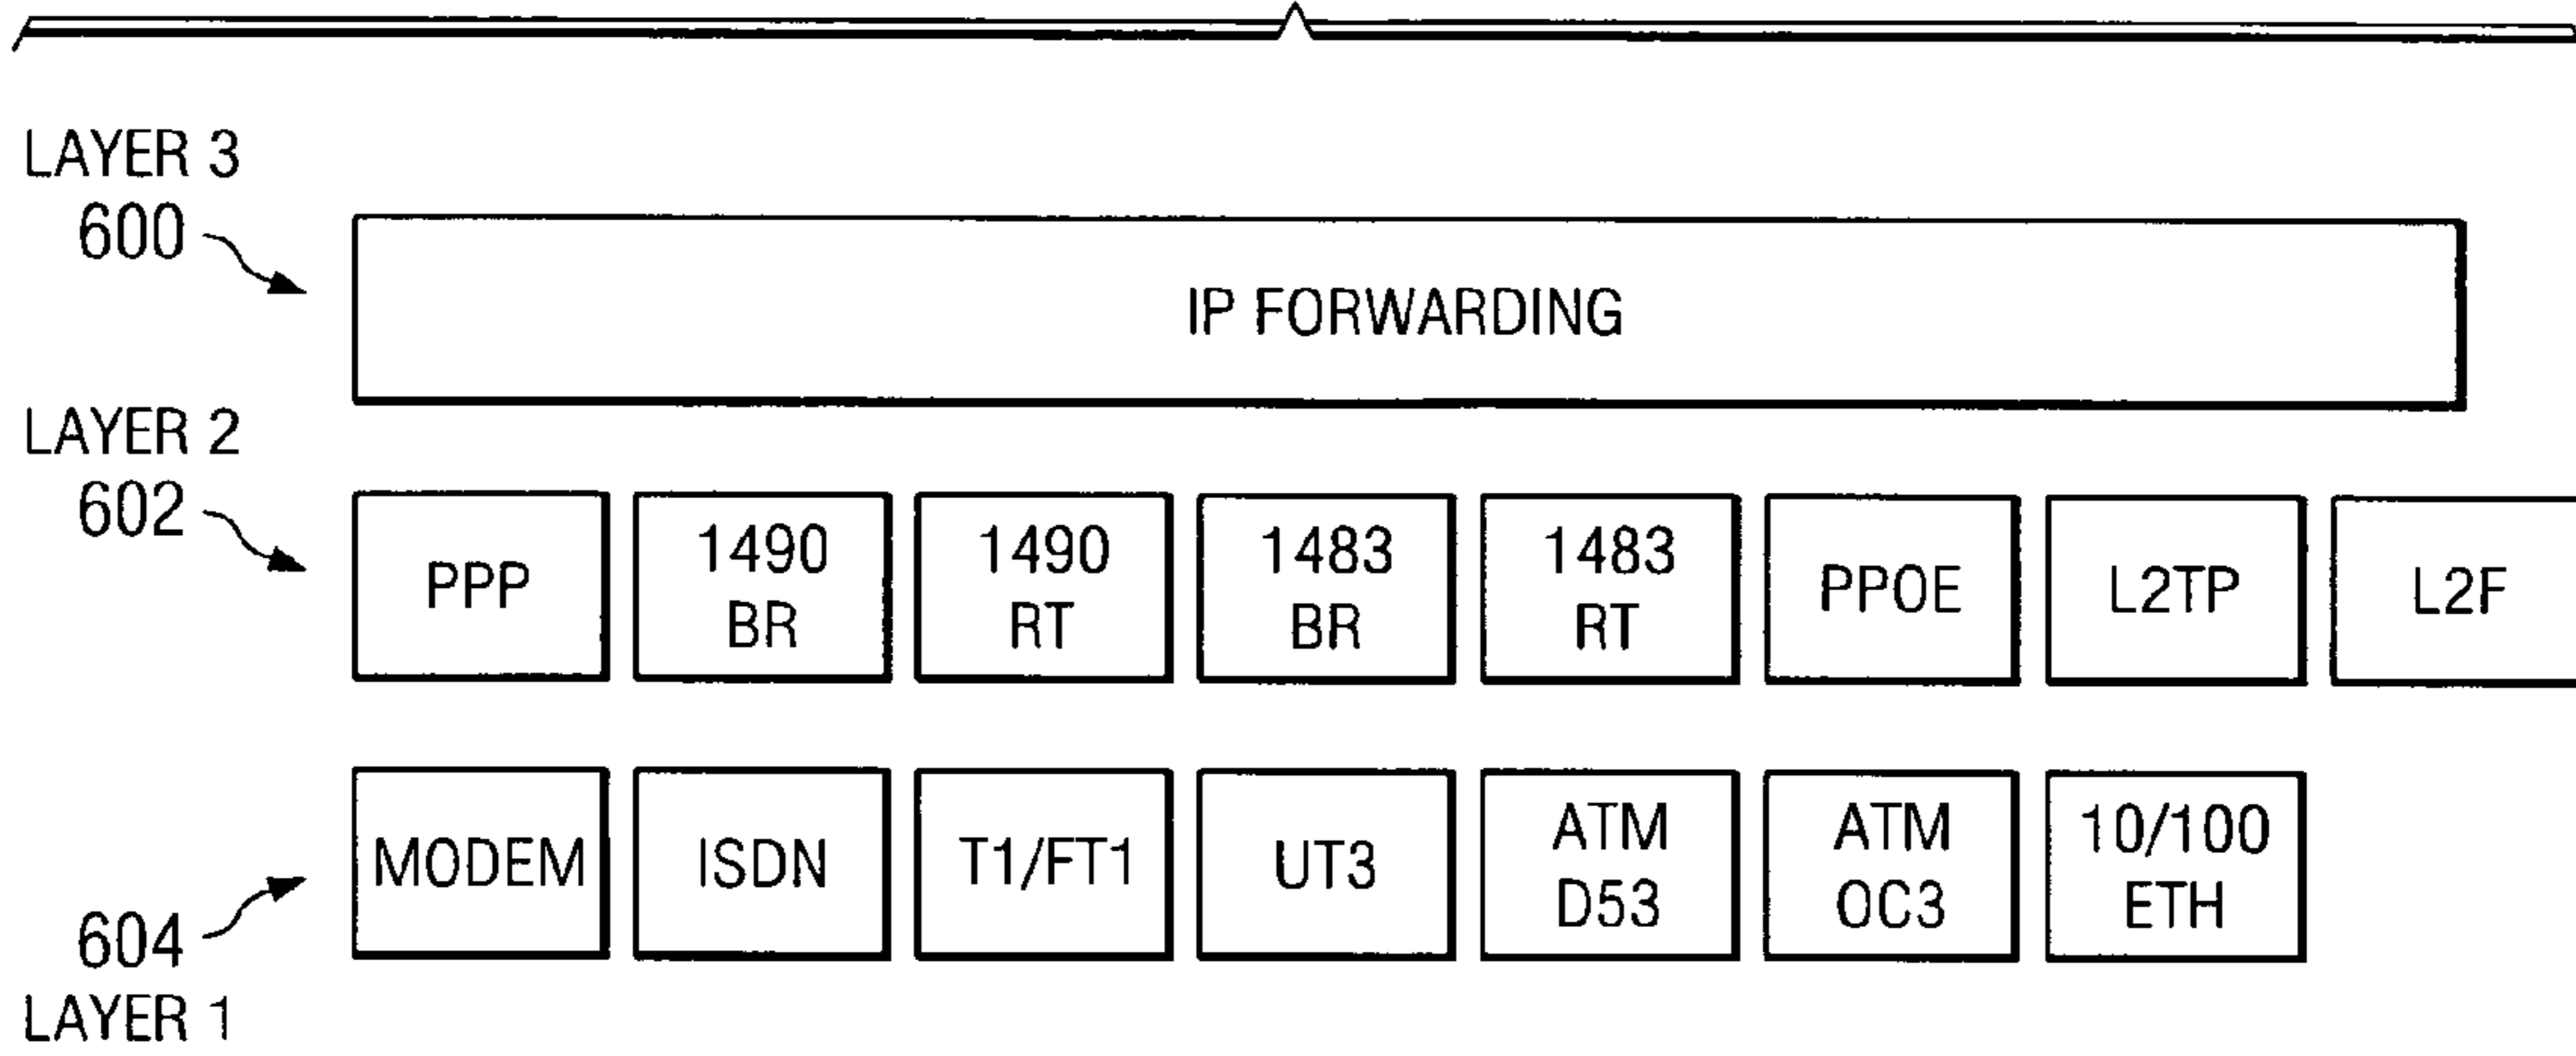 LAYER 3
600
IP FORWARDING
LAYER 2
602
PPP
1490
BR
1490
RT
1483
BR
1483
RT
PPOE
L2TP
L2F
MODEM
ISDN
T1/FT1
UT3
ATM
D53
ATM
OC3
10/100
ETH
604
LAYER 1